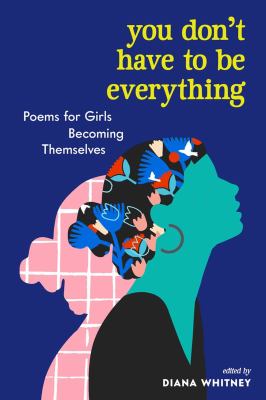 you don't
have to be
everything
Poems for Girls
Becoming
Themselves
edited by
DIANA WHITNEY